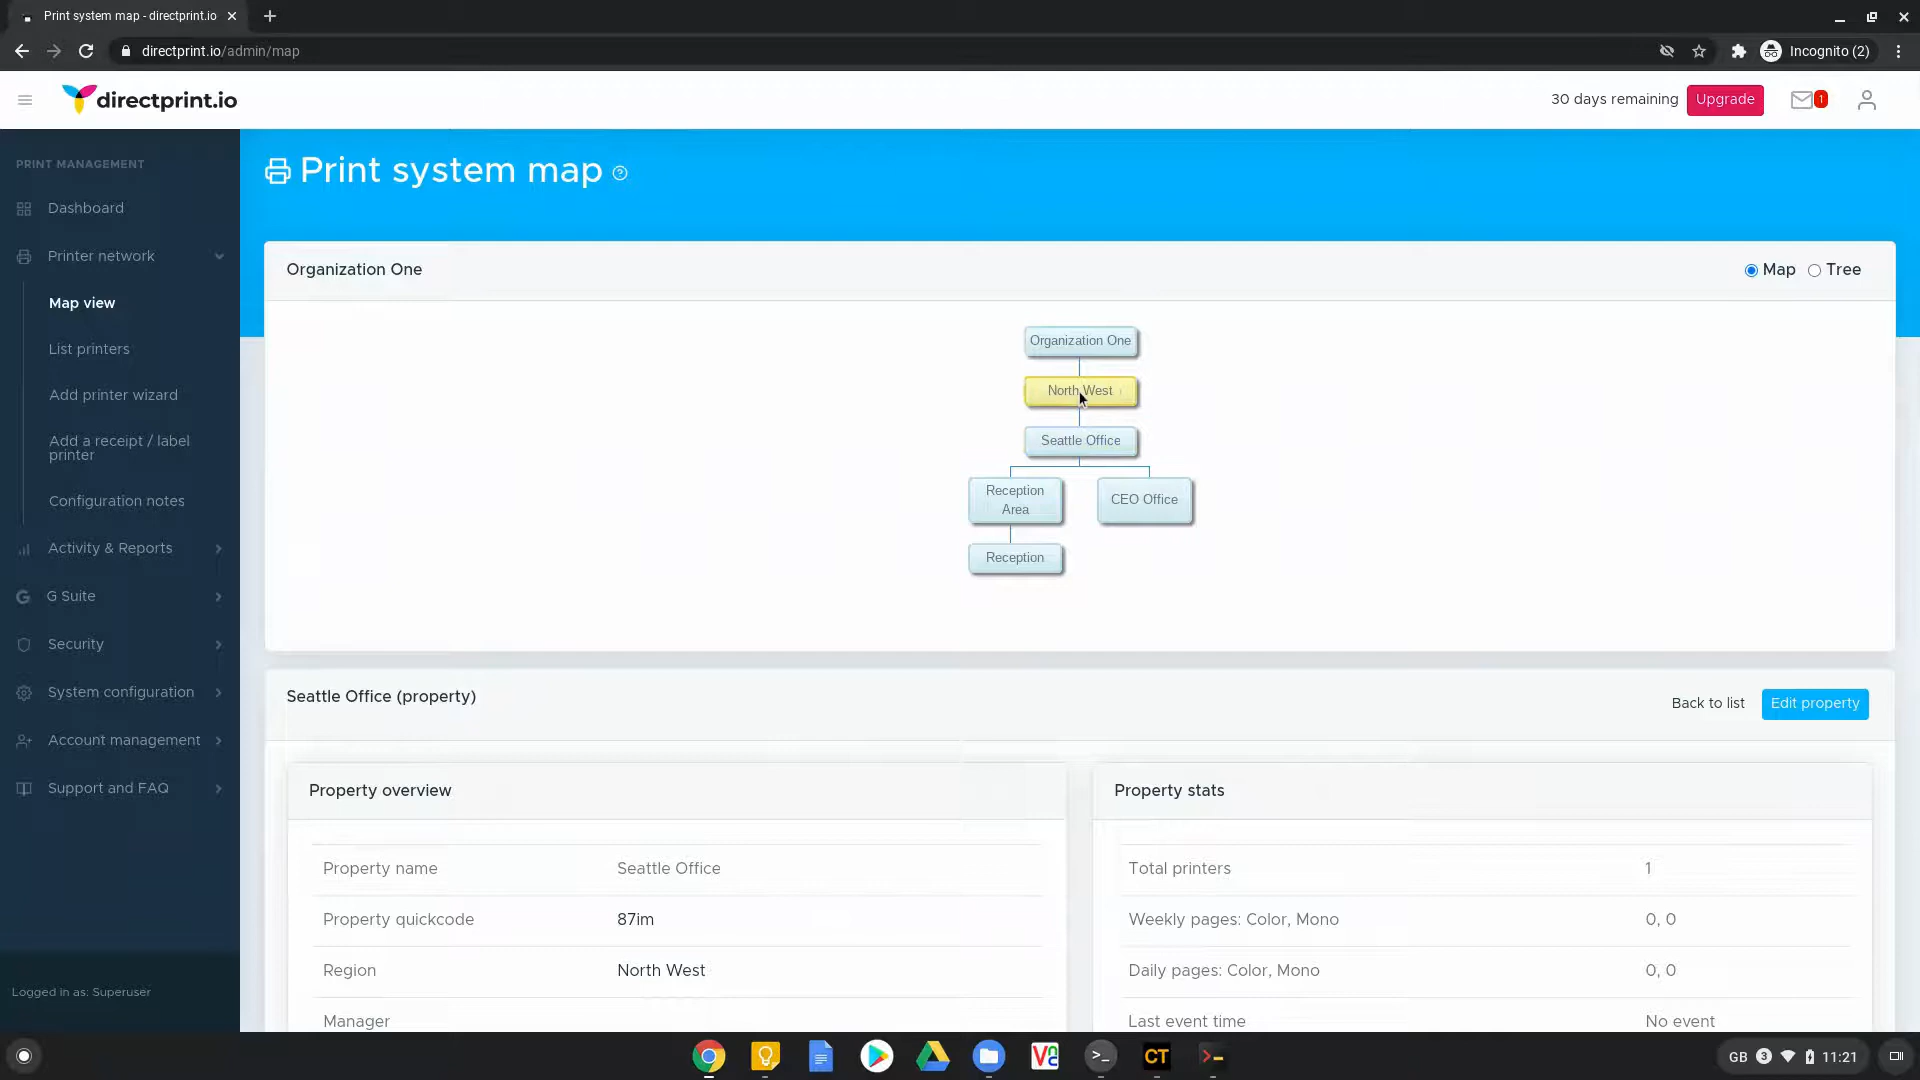 Print system map - directprint.io
directprint.io/admin/map
Incognito (2)
directprint.io
30 days remaining
Upgrade
1
PRINT MANAGEMENT
Dashboard
Printer network
Map view
List printers
Add printer wizard
Add a receipt / label
printer
Configuration notes
Activity & Reports
G Suite
Security
System configuration
Account management
Support and FAQ
Logged in as: Superuser
Print system map
Organization One
Map
Tree
Organization One
North West
Seattle Office
Reception
Area
CEO Office
Reception
Seattle Office (property)
Back to list
Edit property
Property overview
Property name Seattle Office
Property quickcode 87im
Region North West
Manager
Property stats
Total printers 1
Weekly pages: Color, Mono 0, 0
Daily pages: Color, Mono 0, 0
Last event time No event
CT
GB 3 11:21